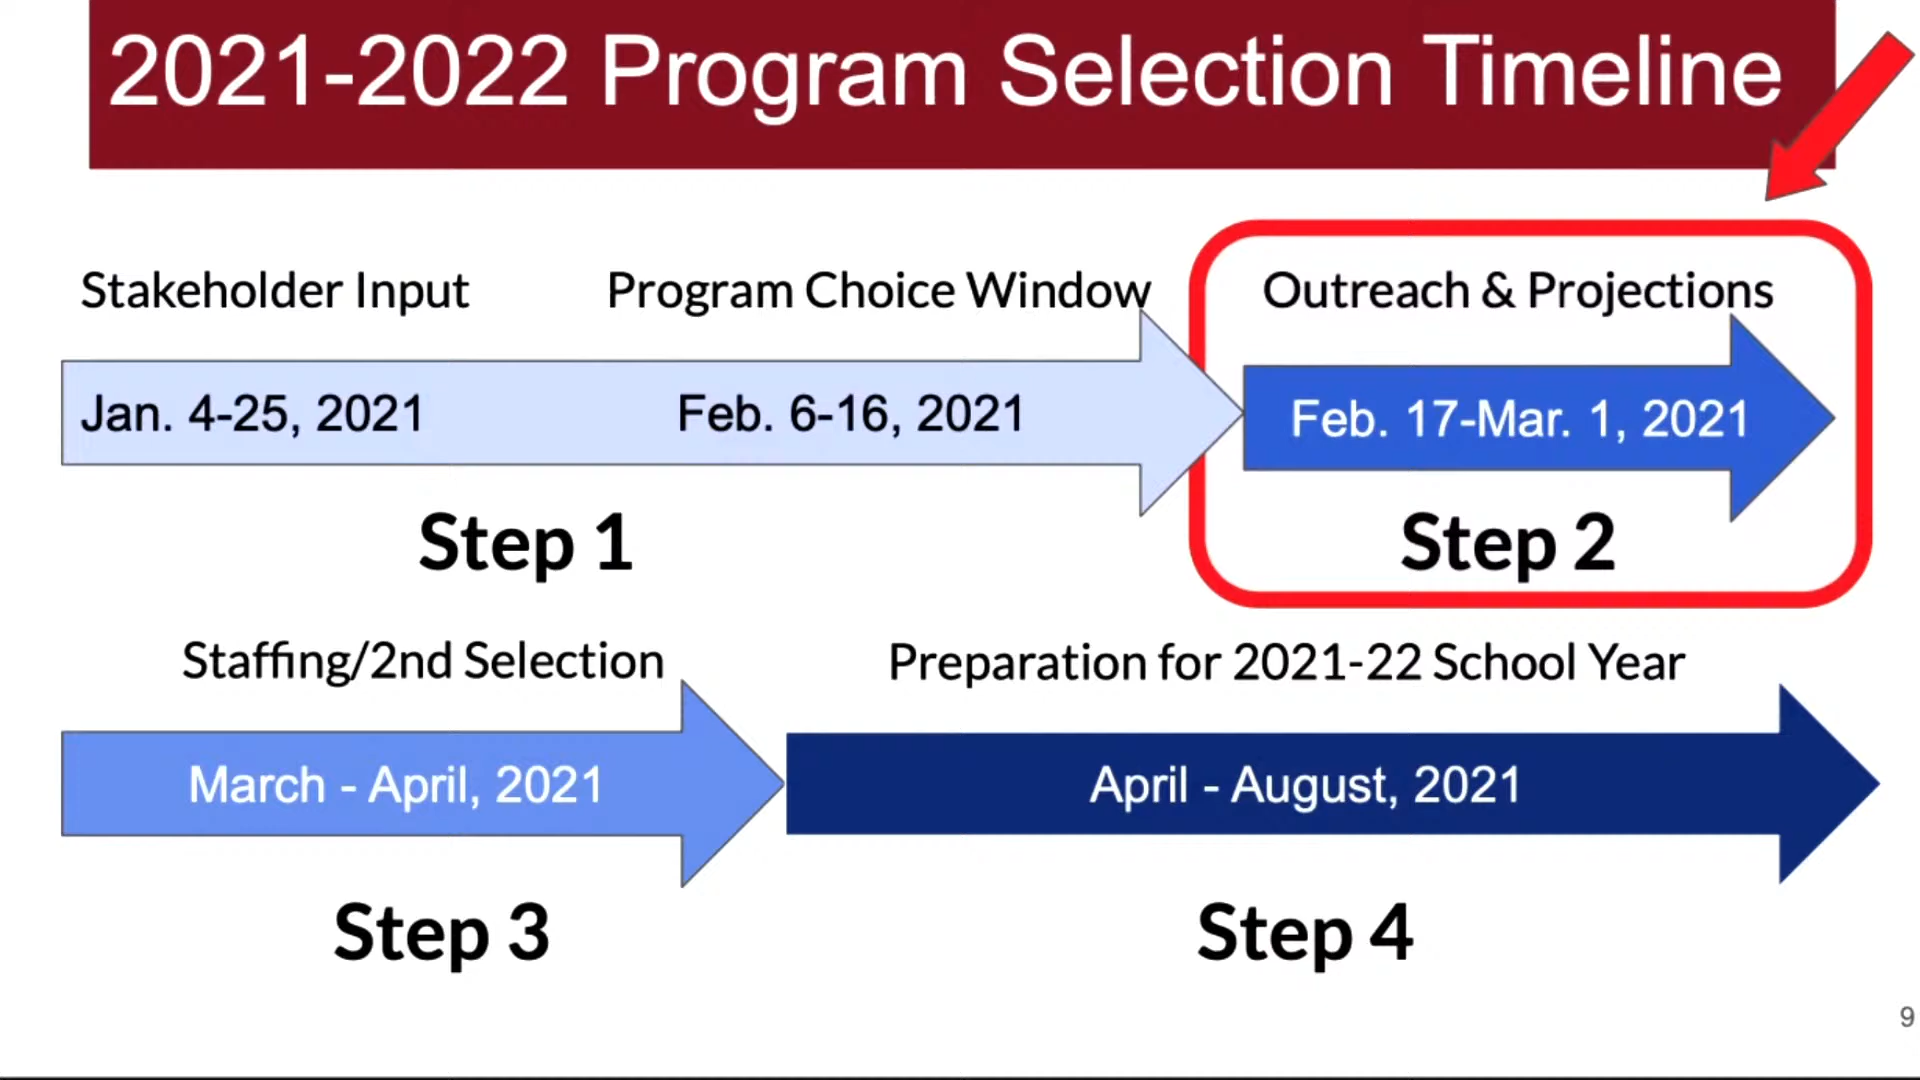 2021-2022 Program Selection Timeline
Stakeholder Input
Program Choice Window
Outreach & Projections
Jan. 4-25, 2021
Feb. 6-16, 2021
Feb. 17-Mar. 1, 2021
Step 1
Step 2
Staffing/2nd Selection
Preparation for 2021-22 School Year
March - April, 2021
April - August, 2021
Step 3
Step 4
9